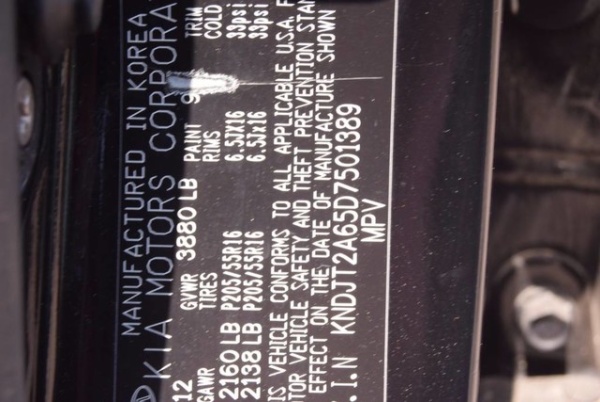 MANUFACTURED IN KOREA
KIA MOTORS CORPORA
12 GVWR 3880 LB PAINT 9 TRIM
GAWR TIRES RIMS COLD
2160 LB P205/55R16 6.5JX16 33psi
2138 LB P205/55R16 6.5Jx16 33psi
IS VEHICLE CONFORMS TO ALL APPLICABLE U.S.A. F
TOR VEHICLE SAFETY AND THEFT PREVENTION STAN
EFFECT ON THE DATE OF MANUFACTURE SHOWN
.I.N KNDJT2A65D7501389
MPV